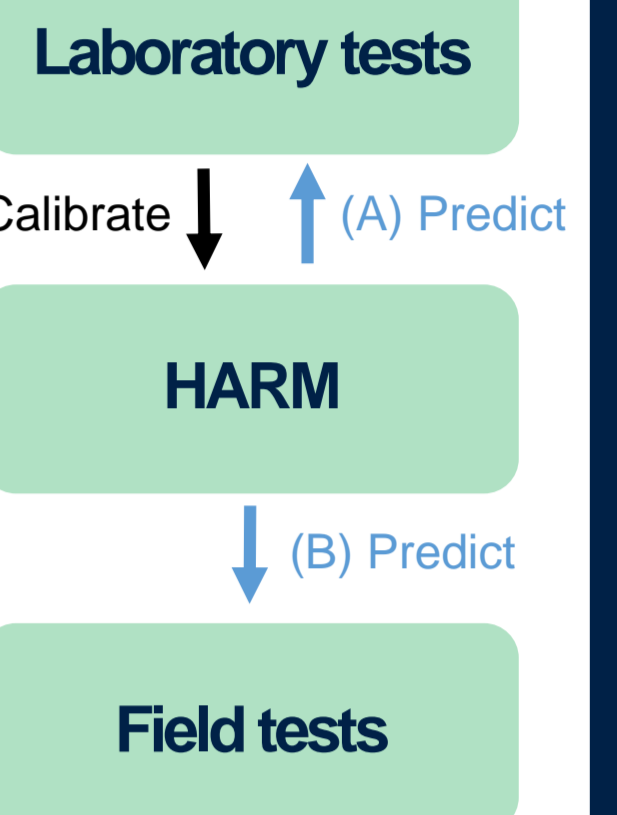 Laboratory tests
Calibrate
(A) Predict
HARM
(B) Predict
Field tests